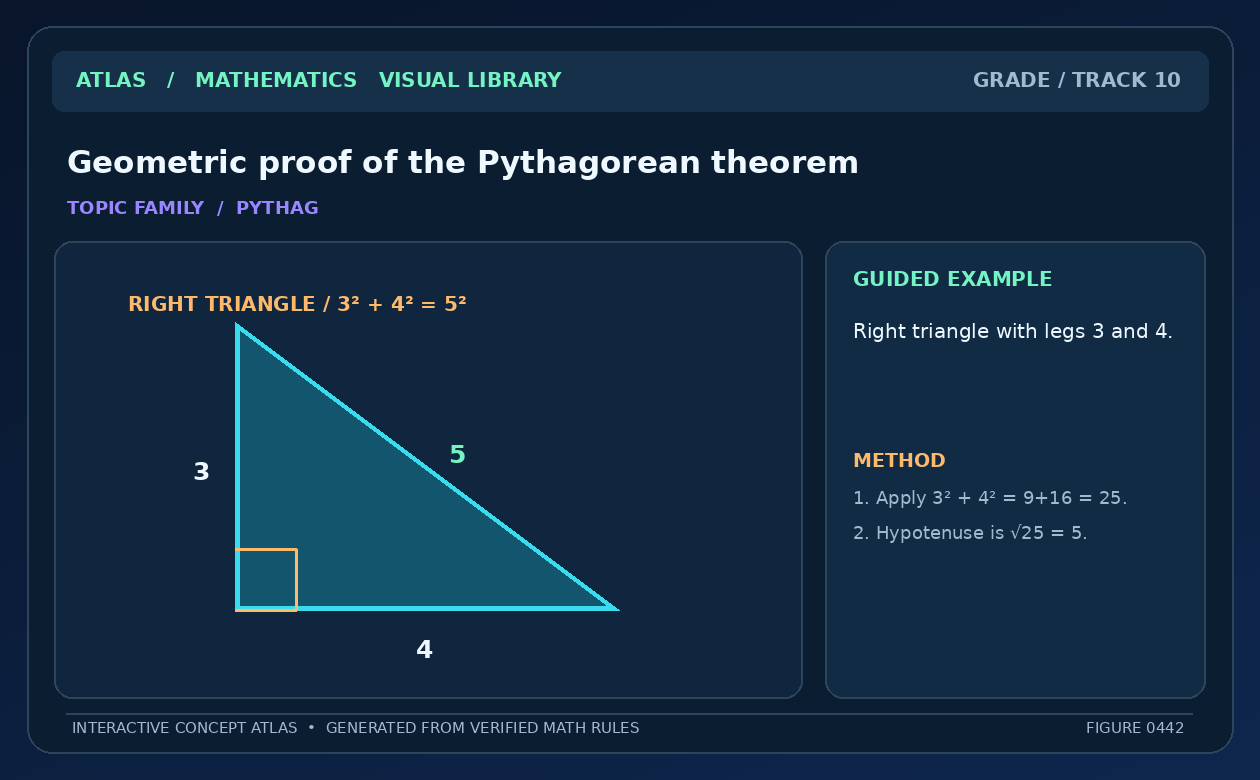 ATLAS / MATHEMATICS VISUAL LIBRARY
GRADE / TRACK 10
Geometric proof of the Pythagorean theorem
TOPIC FAMILY / PYTHAG
RIGHT TRIANGLE / 3² + 4² = 5²
3
5
4
GUIDED EXAMPLE
Right triangle with legs 3 and 4.
METHOD
1. Apply 3² + 4² = 9+16 = 25.
2. Hypotenuse is √25 = 5.
INTERACTIVE CONCEPT ATLAS • GENERATED FROM VERIFIED MATH RULES
FIGURE 0442